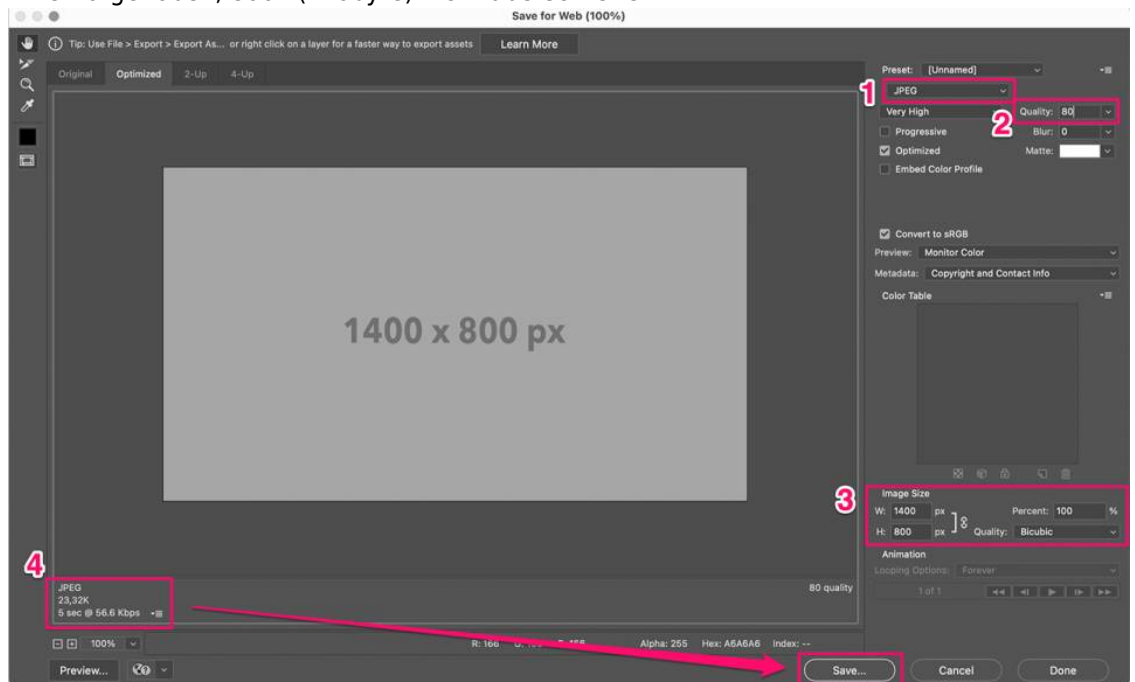 Save for Web (100%)
Tip: Use File > Export > Export As... or right click on a layer for a faster way to export assets
Learn More
Original Optimized 2-Up 4-Up
Preset: [Unnamed]
1
JPEG
Very High
2
Quality: 80
Progressive
Blur: 0
Optimized
Matte:
Embed Color Profile
Convert to sRGB
Preview: Monitor Color
Metadata: Copyright and Contact Info
Color Table
1400 x 800 px
3
Image Size
W: 1400 px
Percent: 100 %
H: 800 px
Quality: Bicubic
Animation
Looping Options: Forever
1 of 1
4
JPEG
23,32K
5 sec @ 56.6 Kbps
80 quality
100%
R: 166
Alpha: 255 Hex: A6A6A6 Index: --
Preview...
Save...
Cancel
Done